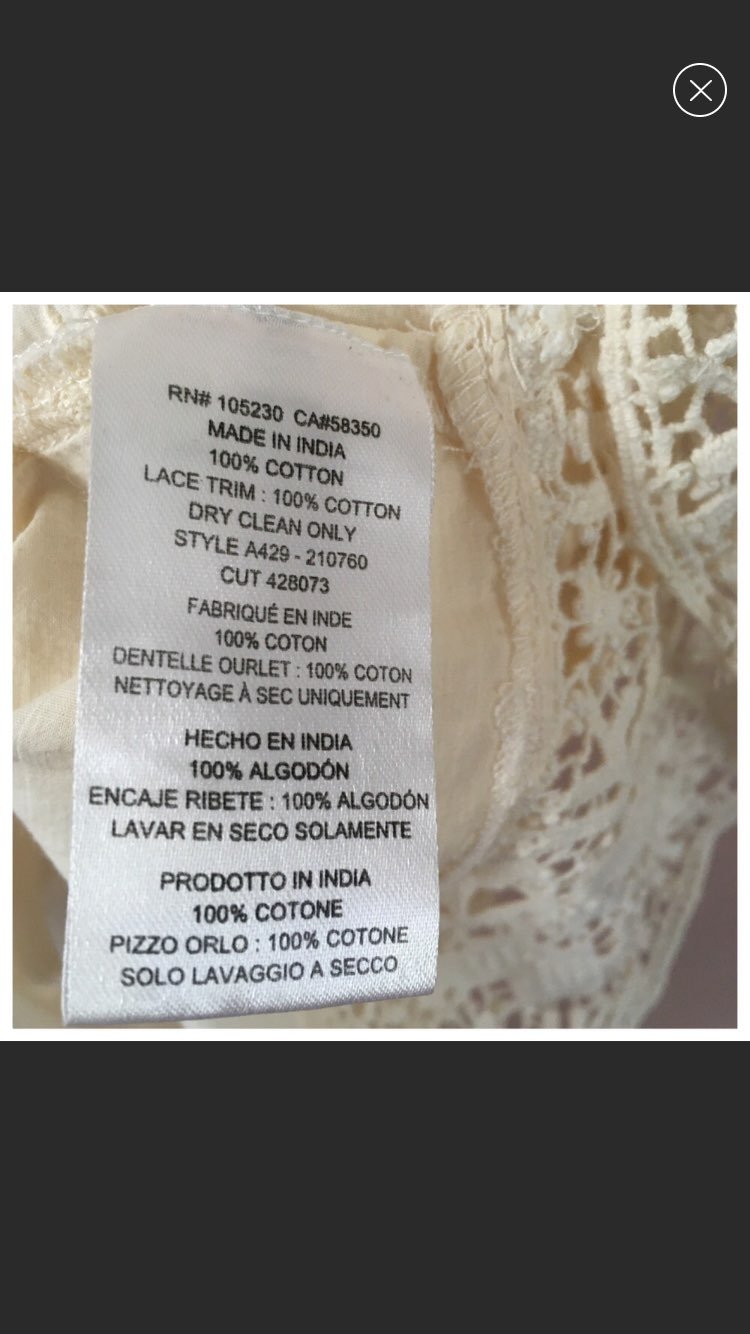 RN# 105230 CA#58350
MADE IN INDIA
100% COTTON
LACE TRIM : 100% COTTON
DRY CLEAN ONLY
STYLE A429 - 210760
CUT 428073
FABRIQUÉ EN INDE
100% COTON
DENTELLE OURLET : 100% COTON
NETTOYAGE À SEC UNIQUEMENT
HECHO EN INDIA
100% ALGODÓN
ENCAJE RIBETE : 100% ALGODÓN
LAVAR EN SECO SOLAMENTE
PRODOTTO IN INDIA
100% COTONE
PIZZO ORLO : 100% COTONE
SOLO LAVAGGIO A SECCO